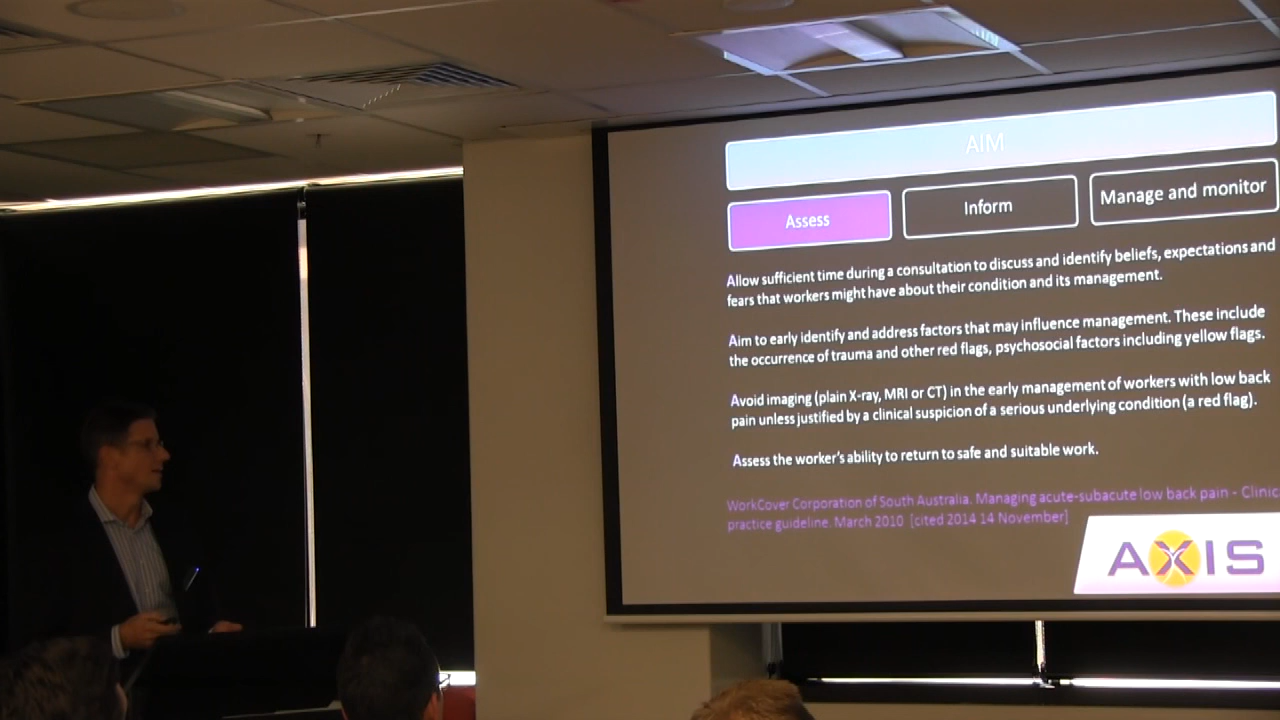 AIM
Assess
Inform
Manage and monitor
Allow sufficient time during a consultation to discuss and identify beliefs, expectations and
fears that workers might have about their condition and its management.
Aim to early identify and address factors that may influence management. These include
the occurrence of trauma and other red flags, psychosocial factors including yellow flags.
Avoid imaging (plain X-ray, MRI or CT) in the early management of workers with low back
pain unless justified by a clinical suspicion of a serious underlying condition (a red flag).
Assess the worker's ability to return to safe and suitable work.
WorkCover Corporation of South Australia. Managing acute-subacute low back pain - Clinic
practice guideline. March 2010 [cited 2014 14 November]
AXIS